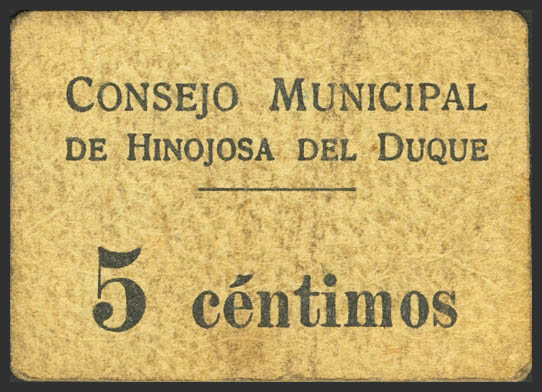 CONSEJO MUNICIPAL
DE HINOJOSA DEL DUQUE
5 céntimos